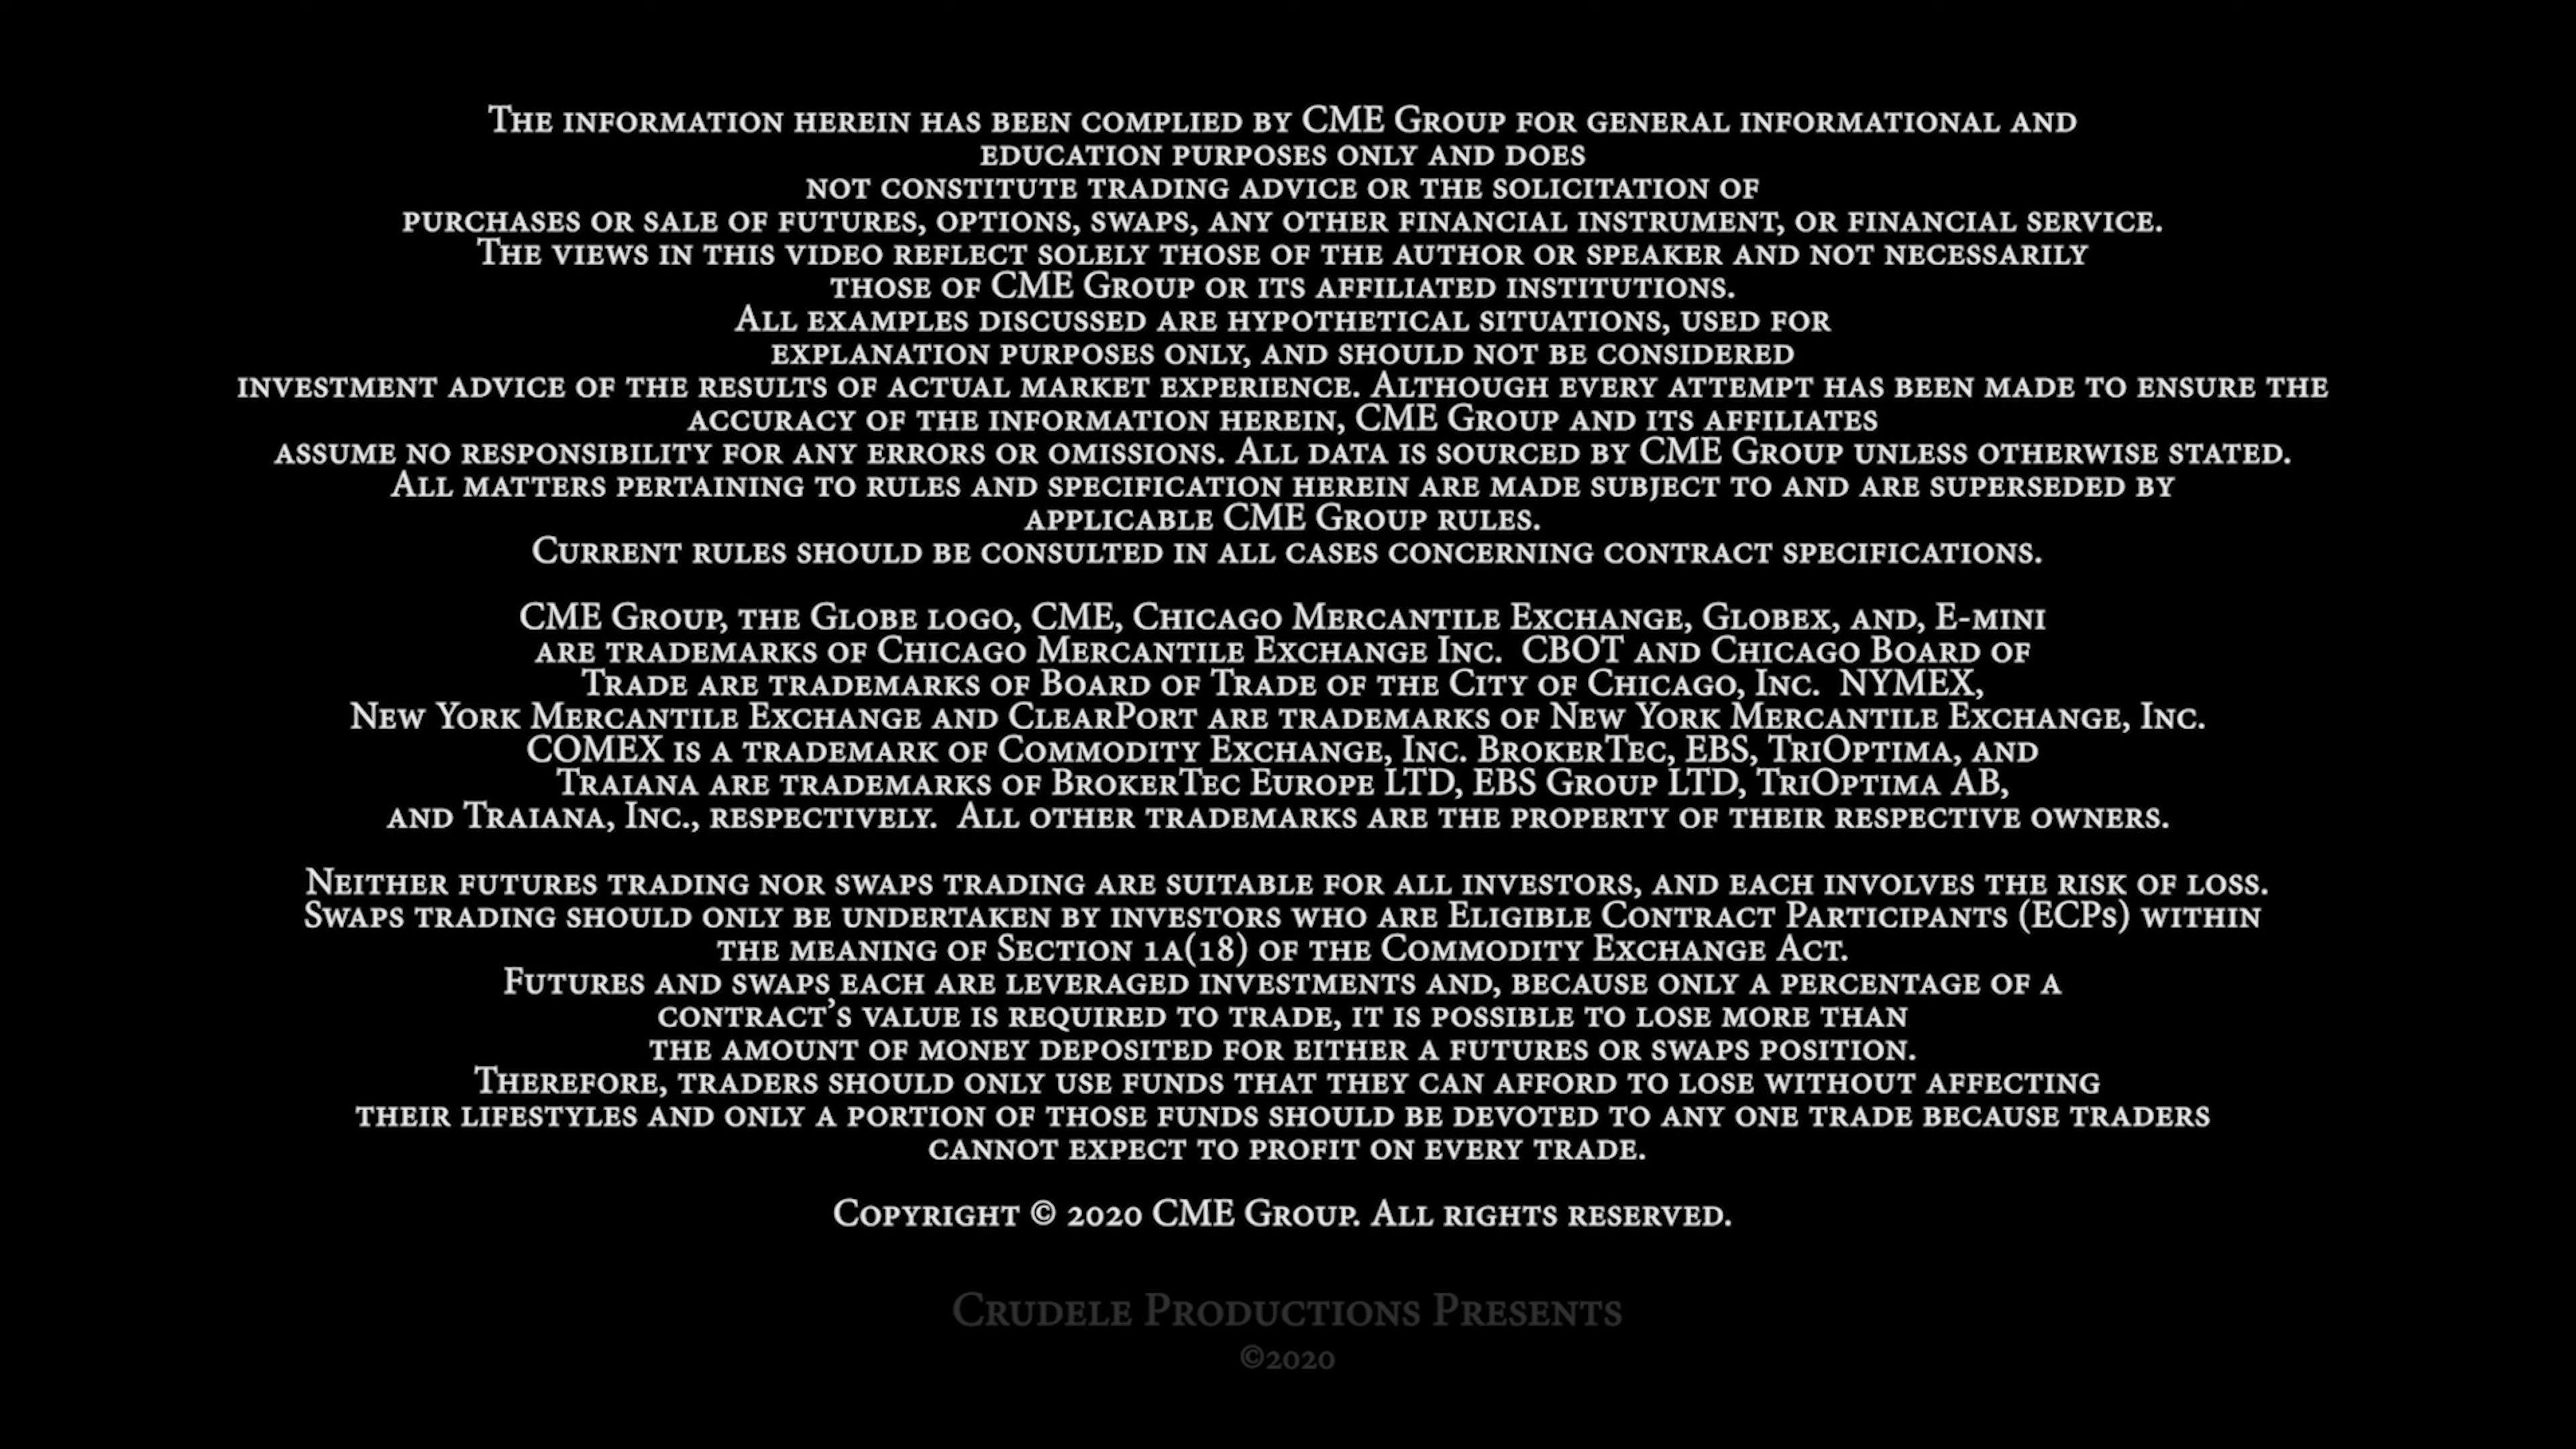 The information herein has been complied by CME Group for general informational and
education purposes only and does
not constitute trading advice or the solicitation of
purchases or sale of futures, options, swaps, any other financial instrument, or financial service.
The views in this video reflect solely those of the author or speaker and not necessarily
those of CME Group or its affiliated institutions.
All examples discussed are hypothetical situations, used for
explanation purposes only, and should not be considered
investment advice of the results of actual market experience. Although every attempt has been made to ensure the
accuracy of the information herein, CME Group and its affiliates
assume no responsibility for any errors or omissions. All data is sourced by CME Group unless otherwise stated.
All matters pertaining to rules and specification herein are made subject to and are superseded by
applicable CME Group rules.
Current rules should be consulted in all cases concerning contract specifications.
CME Group, the Globe logo, CME, Chicago Mercantile Exchange, Globex, and, E-mini
are trademarks of Chicago Mercantile Exchange Inc. CBOT and Chicago Board of
Trade are trademarks of Board of Trade of the City of Chicago, Inc. NYMEX,
New York Mercantile Exchange and ClearPort are trademarks of New York Mercantile Exchange, Inc.
COMEX is a trademark of Commodity Exchange, Inc. BrokerTec, EBS, TriOptima, and
Traiana are trademarks of BrokerTec Europe LTD, EBS Group LTD, TriOptima AB,
and Traiana, Inc., respectively. All other trademarks are the property of their respective owners.
Neither futures trading nor swaps trading are suitable for all investors, and each involves the risk of loss.
Swaps trading should only be undertaken by investors who are Eligible Contract Participants (ECPs) within
the meaning of Section 1a(18) of the Commodity Exchange Act.
Futures and swaps each are leveraged investments and, because only a percentage of a
contract's value is required to trade, it is possible to lose more than
the amount of money deposited for either a futures or swaps position.
Therefore, traders should only use funds that they can afford to lose without affecting
their lifestyles and only a portion of those funds should be devoted to any one trade because traders
cannot expect to profit on every trade.
Copyright © 2020 CME Group. All rights reserved.
Crudele Productions Presents
©2020